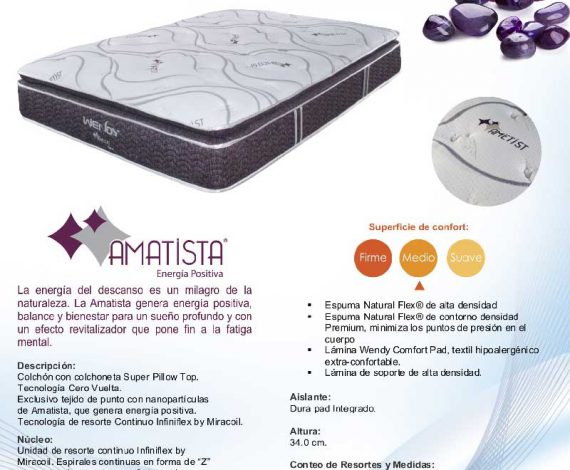 WENDY
AMETIST
AMATISTA®
Energía Positiva
La energía del descanso es un milagro de la
naturaleza. La Amatista genera energía positiva,
balance y bienestar para un sueño profundo y con
un efecto revitalizador que pone fin a la fatiga
mental.
Descripción:
Colchón con colchoneta Super Pillow Top.
Tecnología Cero Vuelta.
Exclusivo tejido de punto con nanopartículas
de Amatista, que genera energía positiva.
Tecnología de resorte Continuo Infiniflex by Miracoil.
Núcleo:
Unidad de resorte continuo Infiniflex by
Miracoil. Espirales continuas en forma de “Z”
Superficie de confort:
Firme Medio Suave
▪ Espuma Natural Flex® de alta densidad
▪ Espuma Natural Flex® de contorno densidad
Premium, minimiza los puntos de presión en el
cuerpo
▪ Lámina Wendy Comfort Pad, textil hipoalergénico
extra-confortable.
▪ Lámina de soporte de alta densidad.
Aislante:
Dura pad Integrado.
Altura:
34.0 cm.
Conteo de Resortes y Medidas: